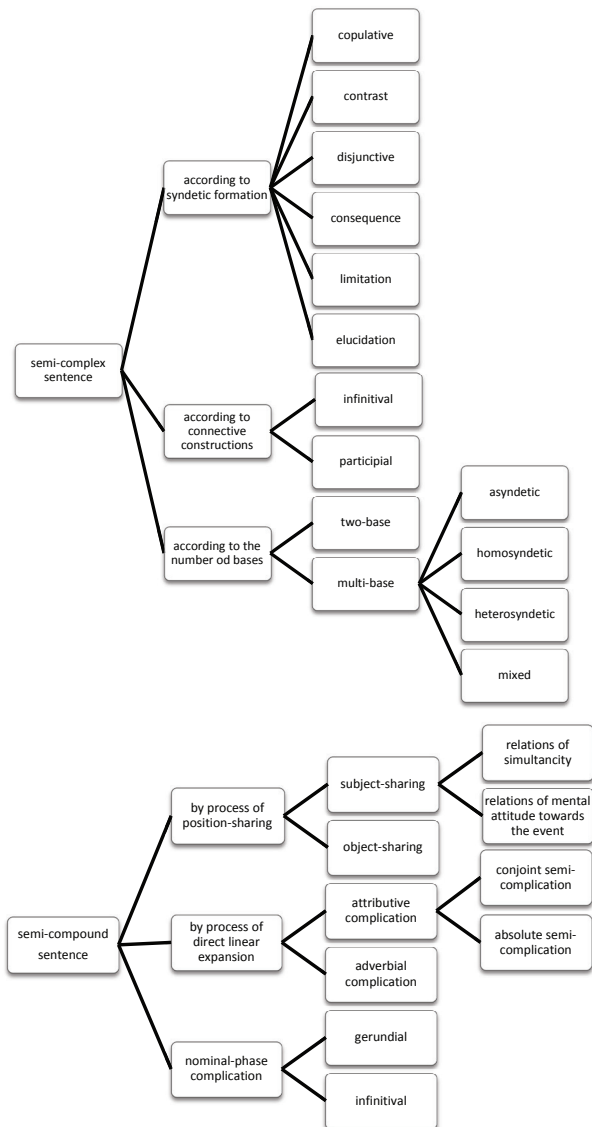 copulative
contrast
disjunctive
according to
syndetic formation
consequence
limitation
elucidation
semi-complex
sentence
infinitival
according to
connective
constructions
participial
asyndetic
two-base
according to the
number od bases
homosyndetic
multi-base
heterosyndetic
mixed
relations of
simultancity
subject-sharing
by process of
position-sharing
relations of mental
attitude towards
the event
object-sharing
conjoint semi-
complication
attributive
complication
semi-compound
sentence
by process of
direct linear
expansion
absolute semi-
complication
adverbial
complication
gerundial
nominal-phase
complication
infinitival